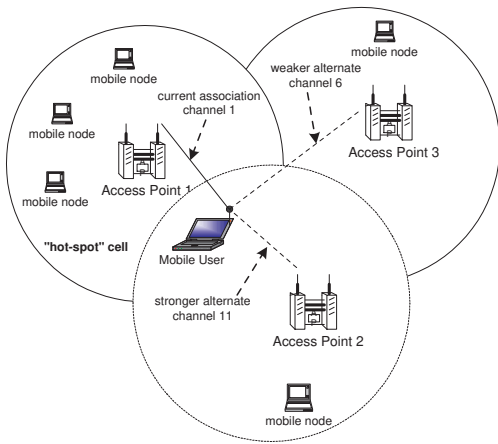 mobile node
weaker alternate
channel 6
mobile node
current association
channel 1
mobile node
Access Point 3
Access Point 1
mobile node
"hot-spot" cell
Mobile User
stronger alternate
channel 11
Access Point 2
mobile node